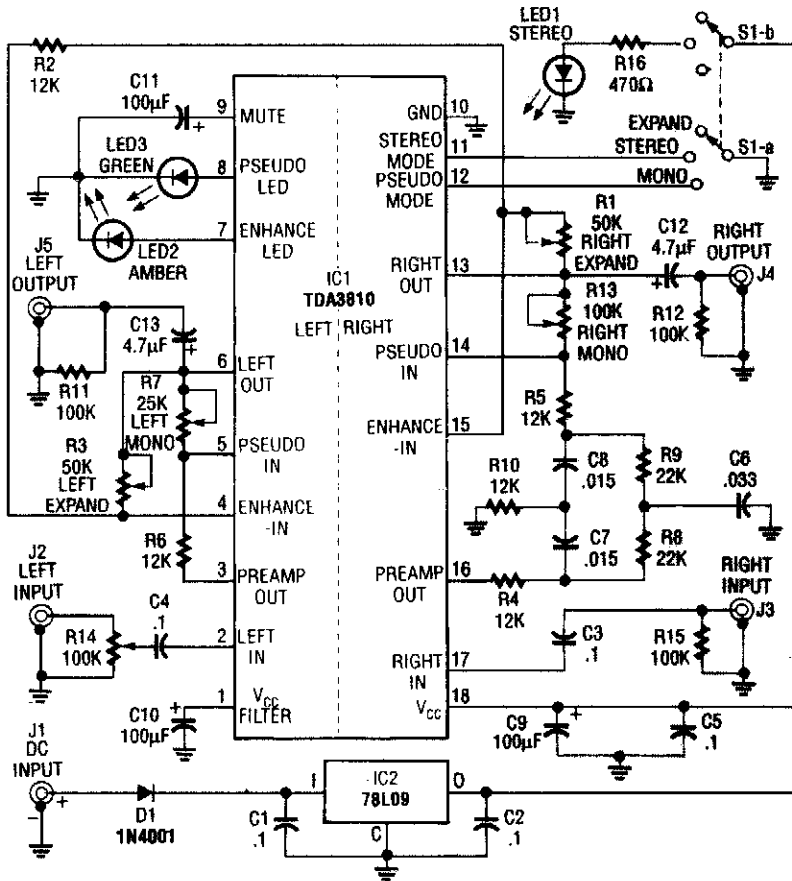 LED1
STEREO
S1-b
R2
12K
R16
470Ω
C11
100µF
9
MUTE
GND
10
STEREO
MODE
11
EXPAND
STEREO
S1-a
LED3
GREEN
8
PSEUDO
LED
PSEUDO
MODE
12
MONO
7
ENHANCE
LED
LED2
AMBER
R1
50K
RIGHT
EXPAND
C12
4.7µF
+
RIGHT
OUTPUT
J4
J5
LEFT
OUTPUT
IC1
TDA3810
LEFT
RIGHT
RIGHT
OUT
13
R13
100K
RIGHT
MONO
R12
100K
C13
4.7µF
+
6
LEFT
OUT
PSEUDO
IN
14
R11
100K
R7
25K
LEFT
MONO
R5
12K
ENHANCE
-IN
15
5
PSEUDO
IN
R3
50K
LEFT
EXPAND
4
ENHANCE
-IN
R10
12K
C8
.015
R9
22K
C6
.033
R6
12K
C7
.015
R8
22K
3
PREAMP
OUT
PREAMP
OUT
16
R4
12K
J2
LEFT
INPUT
RIGHT
INPUT
J3
R14
100K
C4
.1
2
LEFT
IN
C3
.1
R15
100K
RIGHT
IN
17
1
VCC
FILTER
VCC
18
C10
100µF
+
C9
100µF
+
C5
.1
J1
DC
INPUT
+
-
D1
1N4001
C1
.1
I
IC2
78L09
O
C
C2
.1